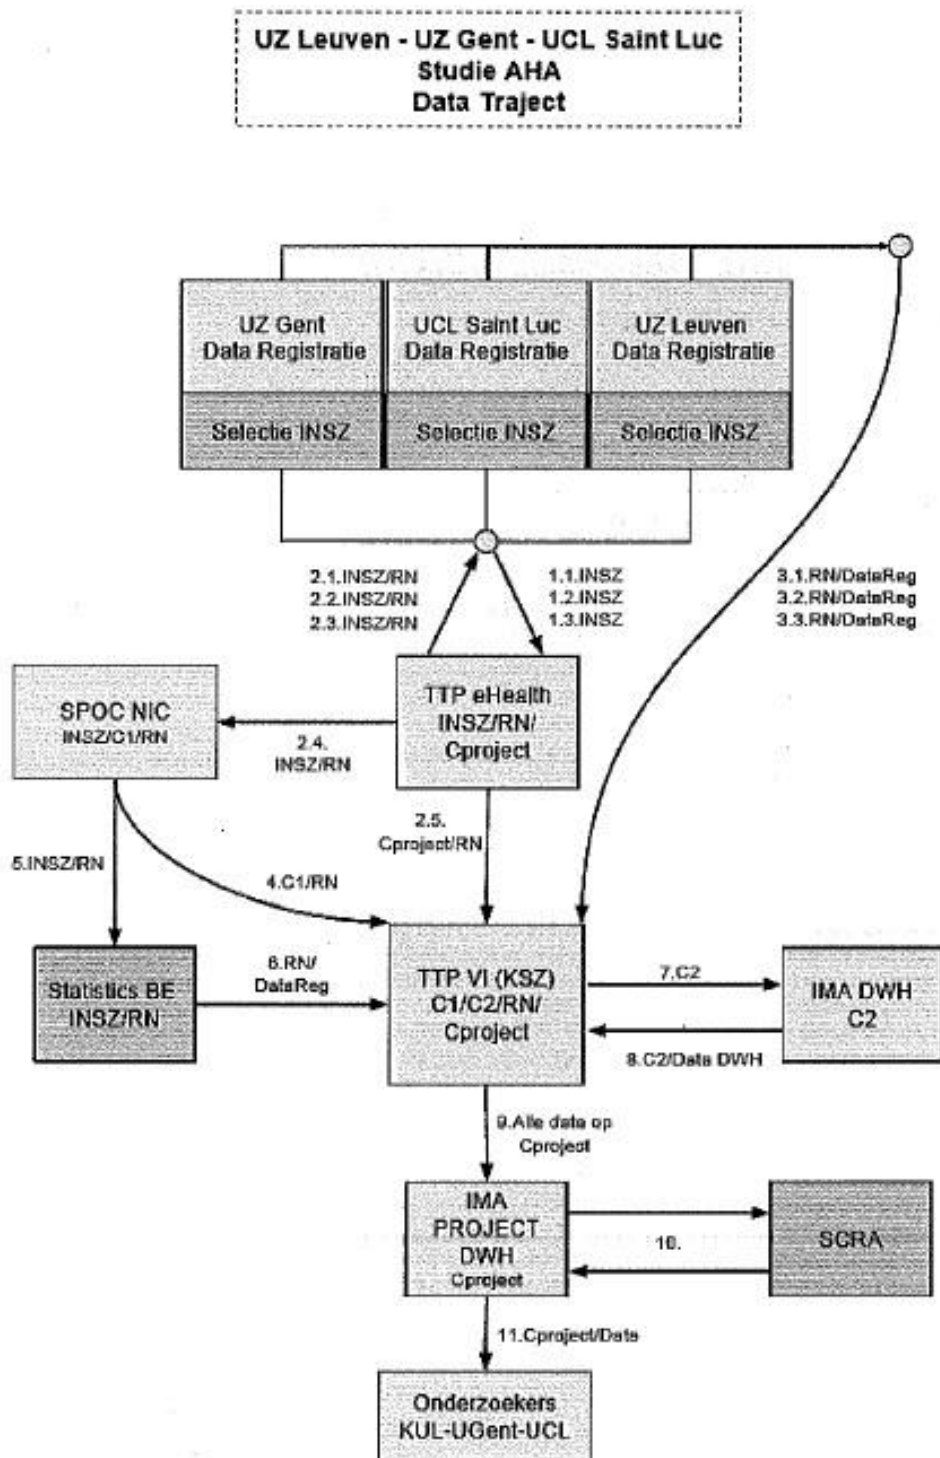 UZ Leuven - UZ Gent - UCL Saint Luc
Studie AHA
Data Traject
UZ Gent
Data Registratie
UCL Saint Luc
Data Registratie
UZ Leuven
Data Registratie
Selectie INSZ
Selectie INSZ
Selectie INSZ
2.1.INSZ/RN
2.2.INSZ/RN
2.3.INSZ/RN
1.1.INSZ
1.2.INSZ
1.3.INSZ
3.1.RN/DataReg
3.2.RN/DataReg
3.3.RN/DataReg
SPOC NIC
INSZ/C1/RN
TTP eHealth
INSZ/RN/
Cproject
2.4.
INSZ/RN
2.5.
Cproject/RN
5.INSZ/RN
4.C1/RN
Statistics BE
INSZ/RN
6.RN/
DataReg
TTP VI (KSZ)
C1/C2/RN/
Cproject
7.C2
8.C2/Data DWH
IMA DWH
C2
9.Alle data op
Cproject
IMA
PROJECT
DWH
Cproject
10.
SCRA
11.Cproject/Data
Onderzoekers
KUL-UGent-UCL